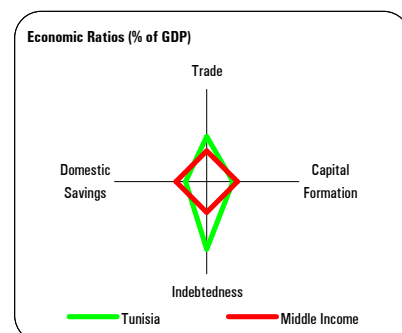 Economic Ratios (% of GDP)
Trade
Domestic
Savings
Capital
Formation
Indebtedness
Tunisia
Middle Income